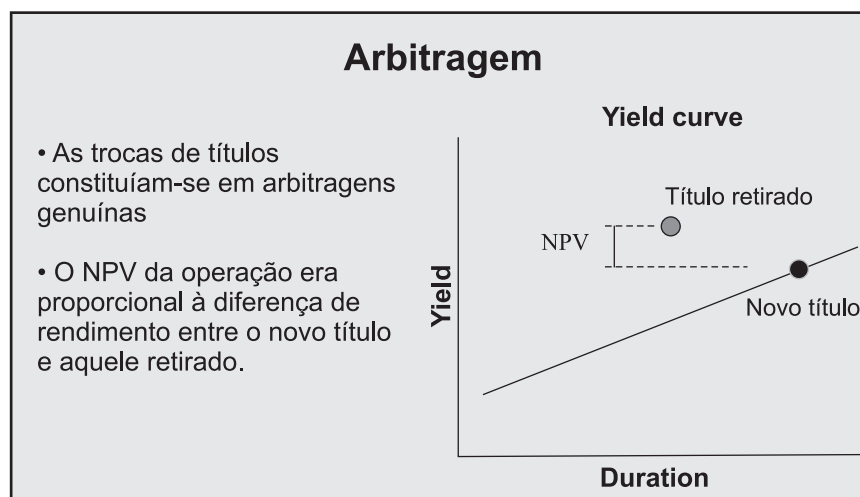 Arbitragem
• As trocas de títulos
constituíam-se em arbitragens
genuínas
• O NPV da operação era
proporcional à diferença de
rendimento entre o novo título
e aquele retirado.
Yield curve
Título retirado
NPV
Novo título
Yield
Duration